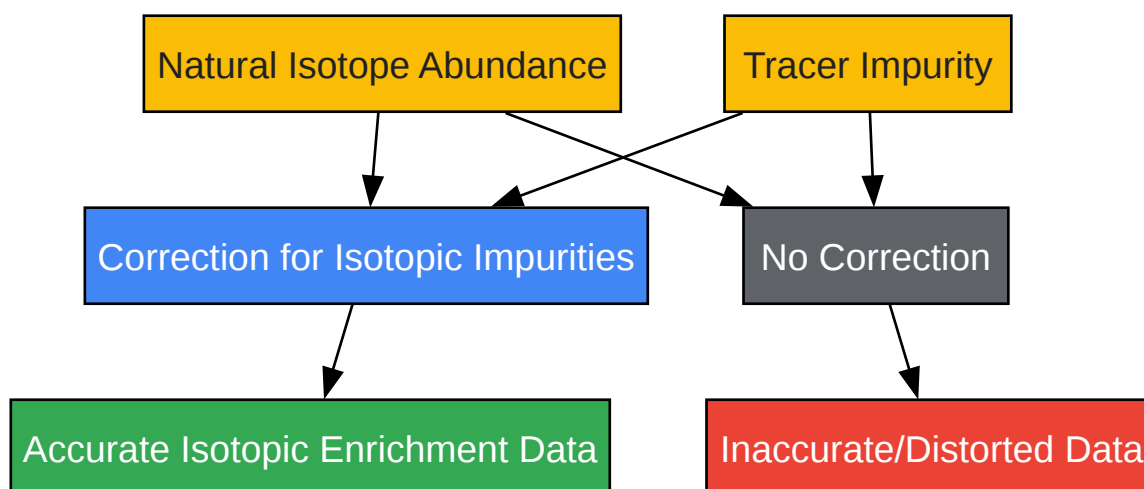 Natural Isotope Abundance
Tracer Impurity
Correction for Isotopic Impurities
No Correction
Accurate Isotopic Enrichment Data
Inaccurate/Distorted Data